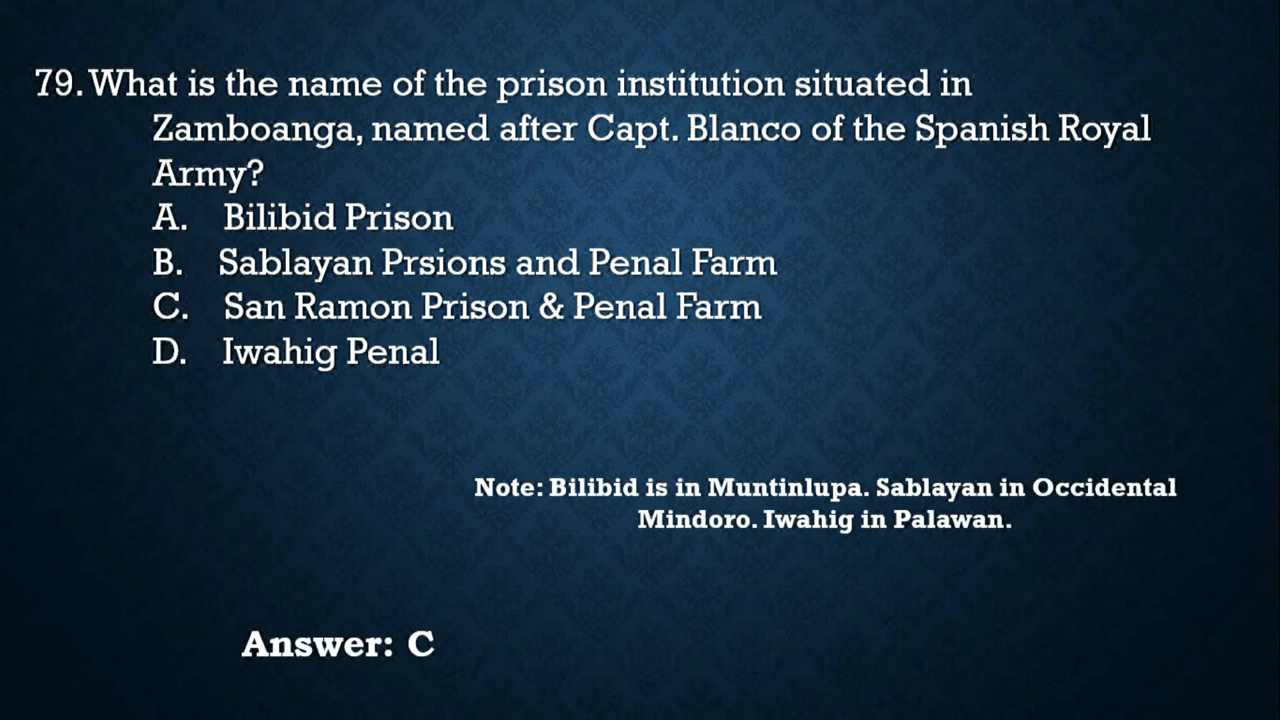 79. What is the name of the prison institution situated in
Zamboanga, named after Capt. Blanco of the Spanish Royal
Army?
A. Bilibid Prison
B. Sablayan Prsions and Penal Farm
C. San Ramon Prison & Penal Farm
D. Iwahig Penal
Note: Bilibid is in Muntinlupa. Sablayan in Occidental
Mindoro. Iwahig in Palawan.
Answer: C